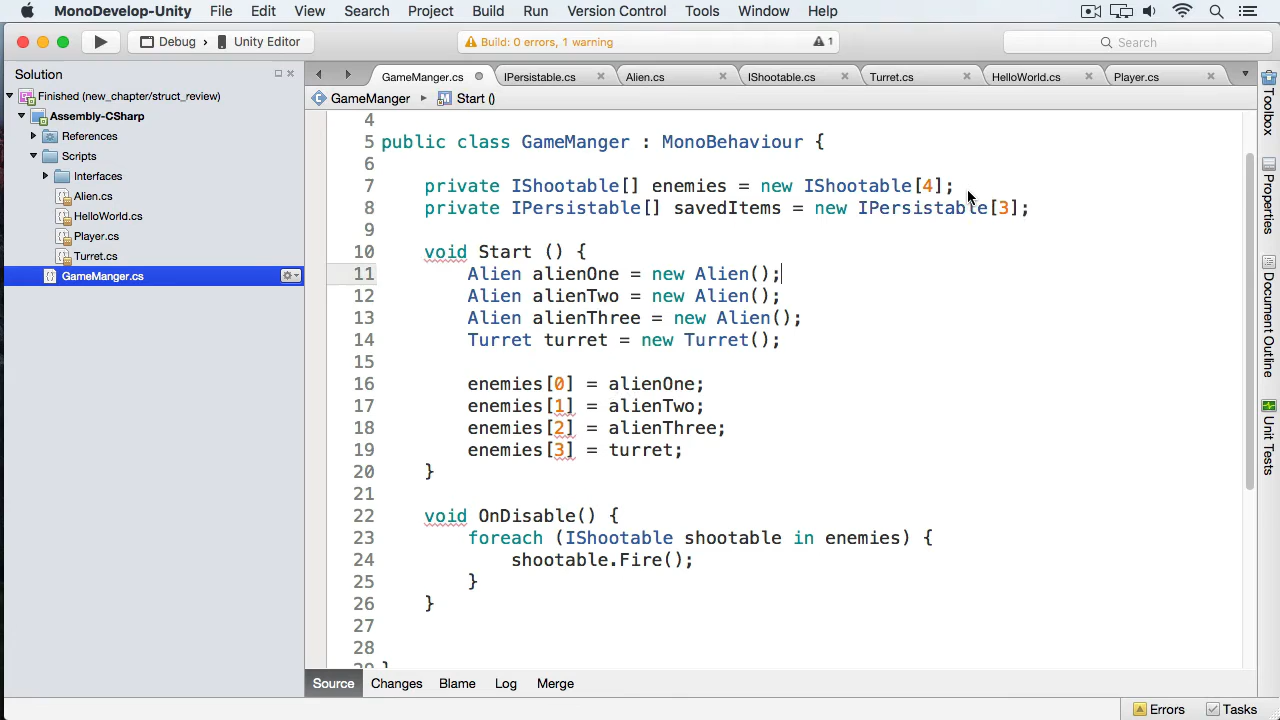 MonoDevelop-Unity File Edit View Search Project Build Run Version Control Tools Window Help
Debug › Unity Editor
Build: 0 errors, 1 warning 1
Search
Solution
GameManger.cs IPersistable.cs Alien.cs IShootable.cs Turret.cs HelloWorld.cs Player.cs
Finished (new_chapter/struct_review)
Assembly-CSharp
References
Scripts
Interfaces
Alien.cs
HelloWorld.cs
Player.cs
Turret.cs
GameManger.cs
GameManger Start ()
4
5 public class GameManger : MonoBehaviour {
6
7 private IShootable[] enemies = new IShootable[4];
8 private IPersistable[] savedItems = new IPersistable[3];
9
10 void Start () {
11 Alien alienOne = new Alien();
12 Alien alienTwo = new Alien();
13 Alien alienThree = new Alien();
14 Turret turret = new Turret();
15
16 enemies[0] = alienOne;
17 enemies[1] = alienTwo;
18 enemies[2] = alienThree;
19 enemies[3] = turret;
20 }
21
22 void OnDisable() {
23 foreach (IShootable shootable in enemies) {
24 shootable.Fire();
25 }
26 }
27
28
29 }
Toolbox
Properties
Document Outline
Unit Tests
Source Changes Blame Log Merge
Errors Tasks